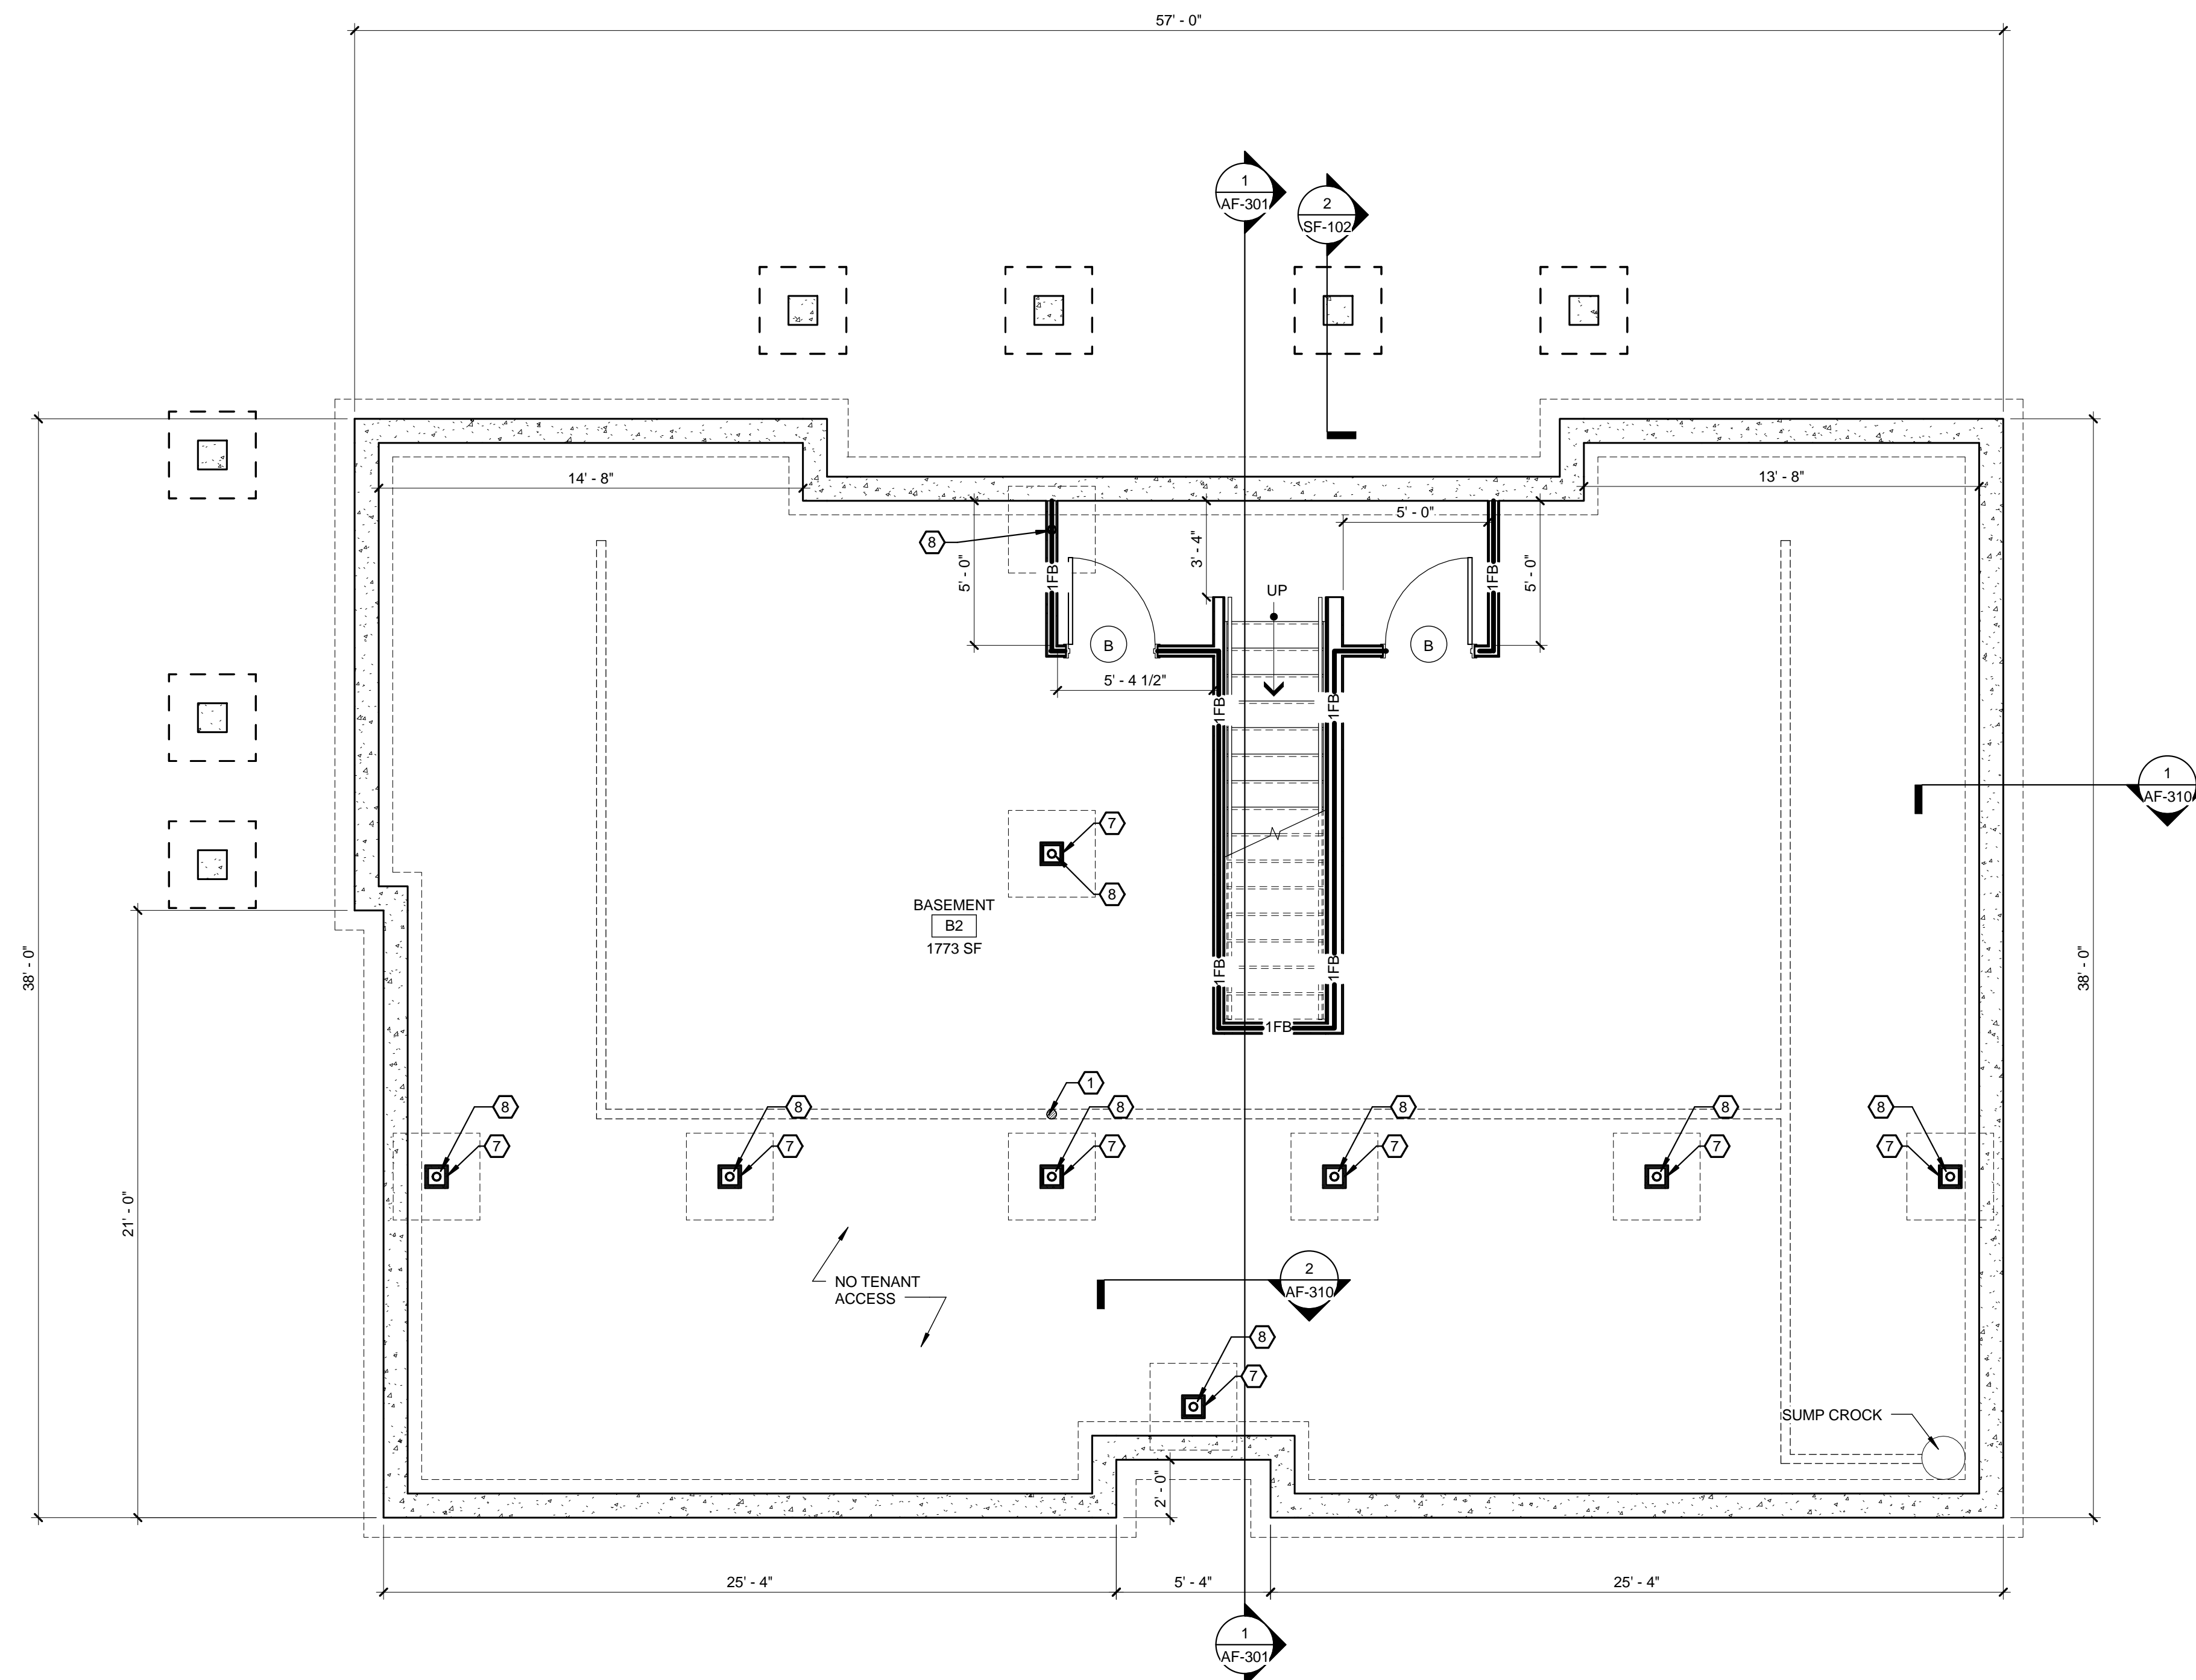 57' - 0"
1
AF-301
2
SF-102
14' - 8"
13' - 8"
5' - 0"
8
3' - 4"
5' - 0"
1FB
1FB
5' - 0"
UP
B
B
5' - 4 1/2"
1FB
1FB
1
AF-310
7
8
BASEMENT
B2
1773 SF
38' - 0"
38' - 0"
1FB
1FB
1FB
1
8
8
8
8
8
8
7
7
7
7
7
7
21' - 0"
NO TENANT
ACCESS
2
AF-310
8
7
SUMP CROCK
2' - 0"
25' - 4"
5' - 4"
25' - 4"
1
AF-301